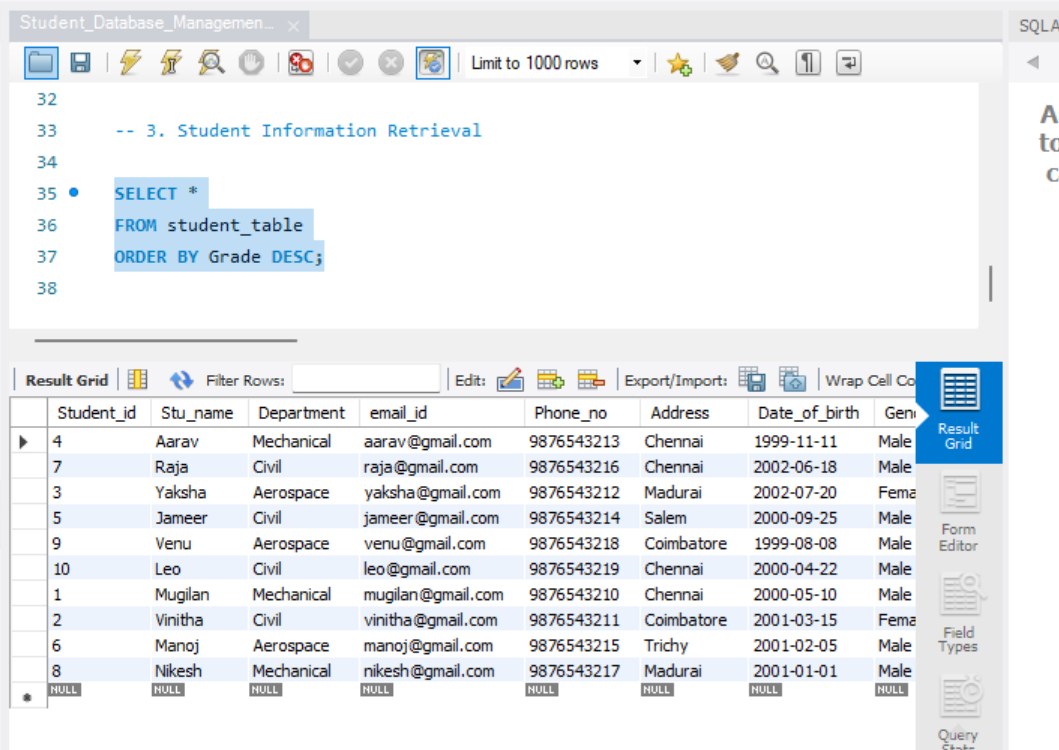 Student_Database_Managemen...
SQLA
Limit to 1000 rows
32
33 -- 3. Student Information Retrieval
34
35 SELECT *
36 FROM student_table
37 ORDER BY Grade DESC;
38
A
to
c
Result Grid Filter Rows: Edit: Export/Import: Wrap Cell Co
Student_id Stu_name Department email_id Phone_no Address Date_of_birth Gen
4 Aarav Mechanical aarav@gmail.com 9876543213 Chennai 1999-11-11 Male
7 Raja Civil raja@gmail.com 9876543216 Chennai 2002-06-18 Male
3 Yaksha Aerospace yaksha@gmail.com 9876543212 Madurai 2002-07-20 Fema
5 Jameer Civil jameer@gmail.com 9876543214 Salem 2000-09-25 Male
9 Venu Aerospace venu@gmail.com 9876543218 Coimbatore 1999-08-08 Male
10 Leo Civil leo@gmail.com 9876543219 Chennai 2000-04-22 Male
1 Mugilan Mechanical mugilan@gmail.com 9876543210 Chennai 2000-05-10 Male
2 Vinitha Civil vinitha@gmail.com 9876543211 Coimbatore 2001-03-15 Fema
6 Manoj Aerospace manoj@gmail.com 9876543215 Trichy 2001-02-05 Male
8 Nikesh Mechanical nikesh@gmail.com 9876543217 Madurai 2001-01-01 Male
NULL NULL NULL NULL NULL NULL NULL NULL
Result
Grid
Form
Editor
Field
Types
Query
Stats